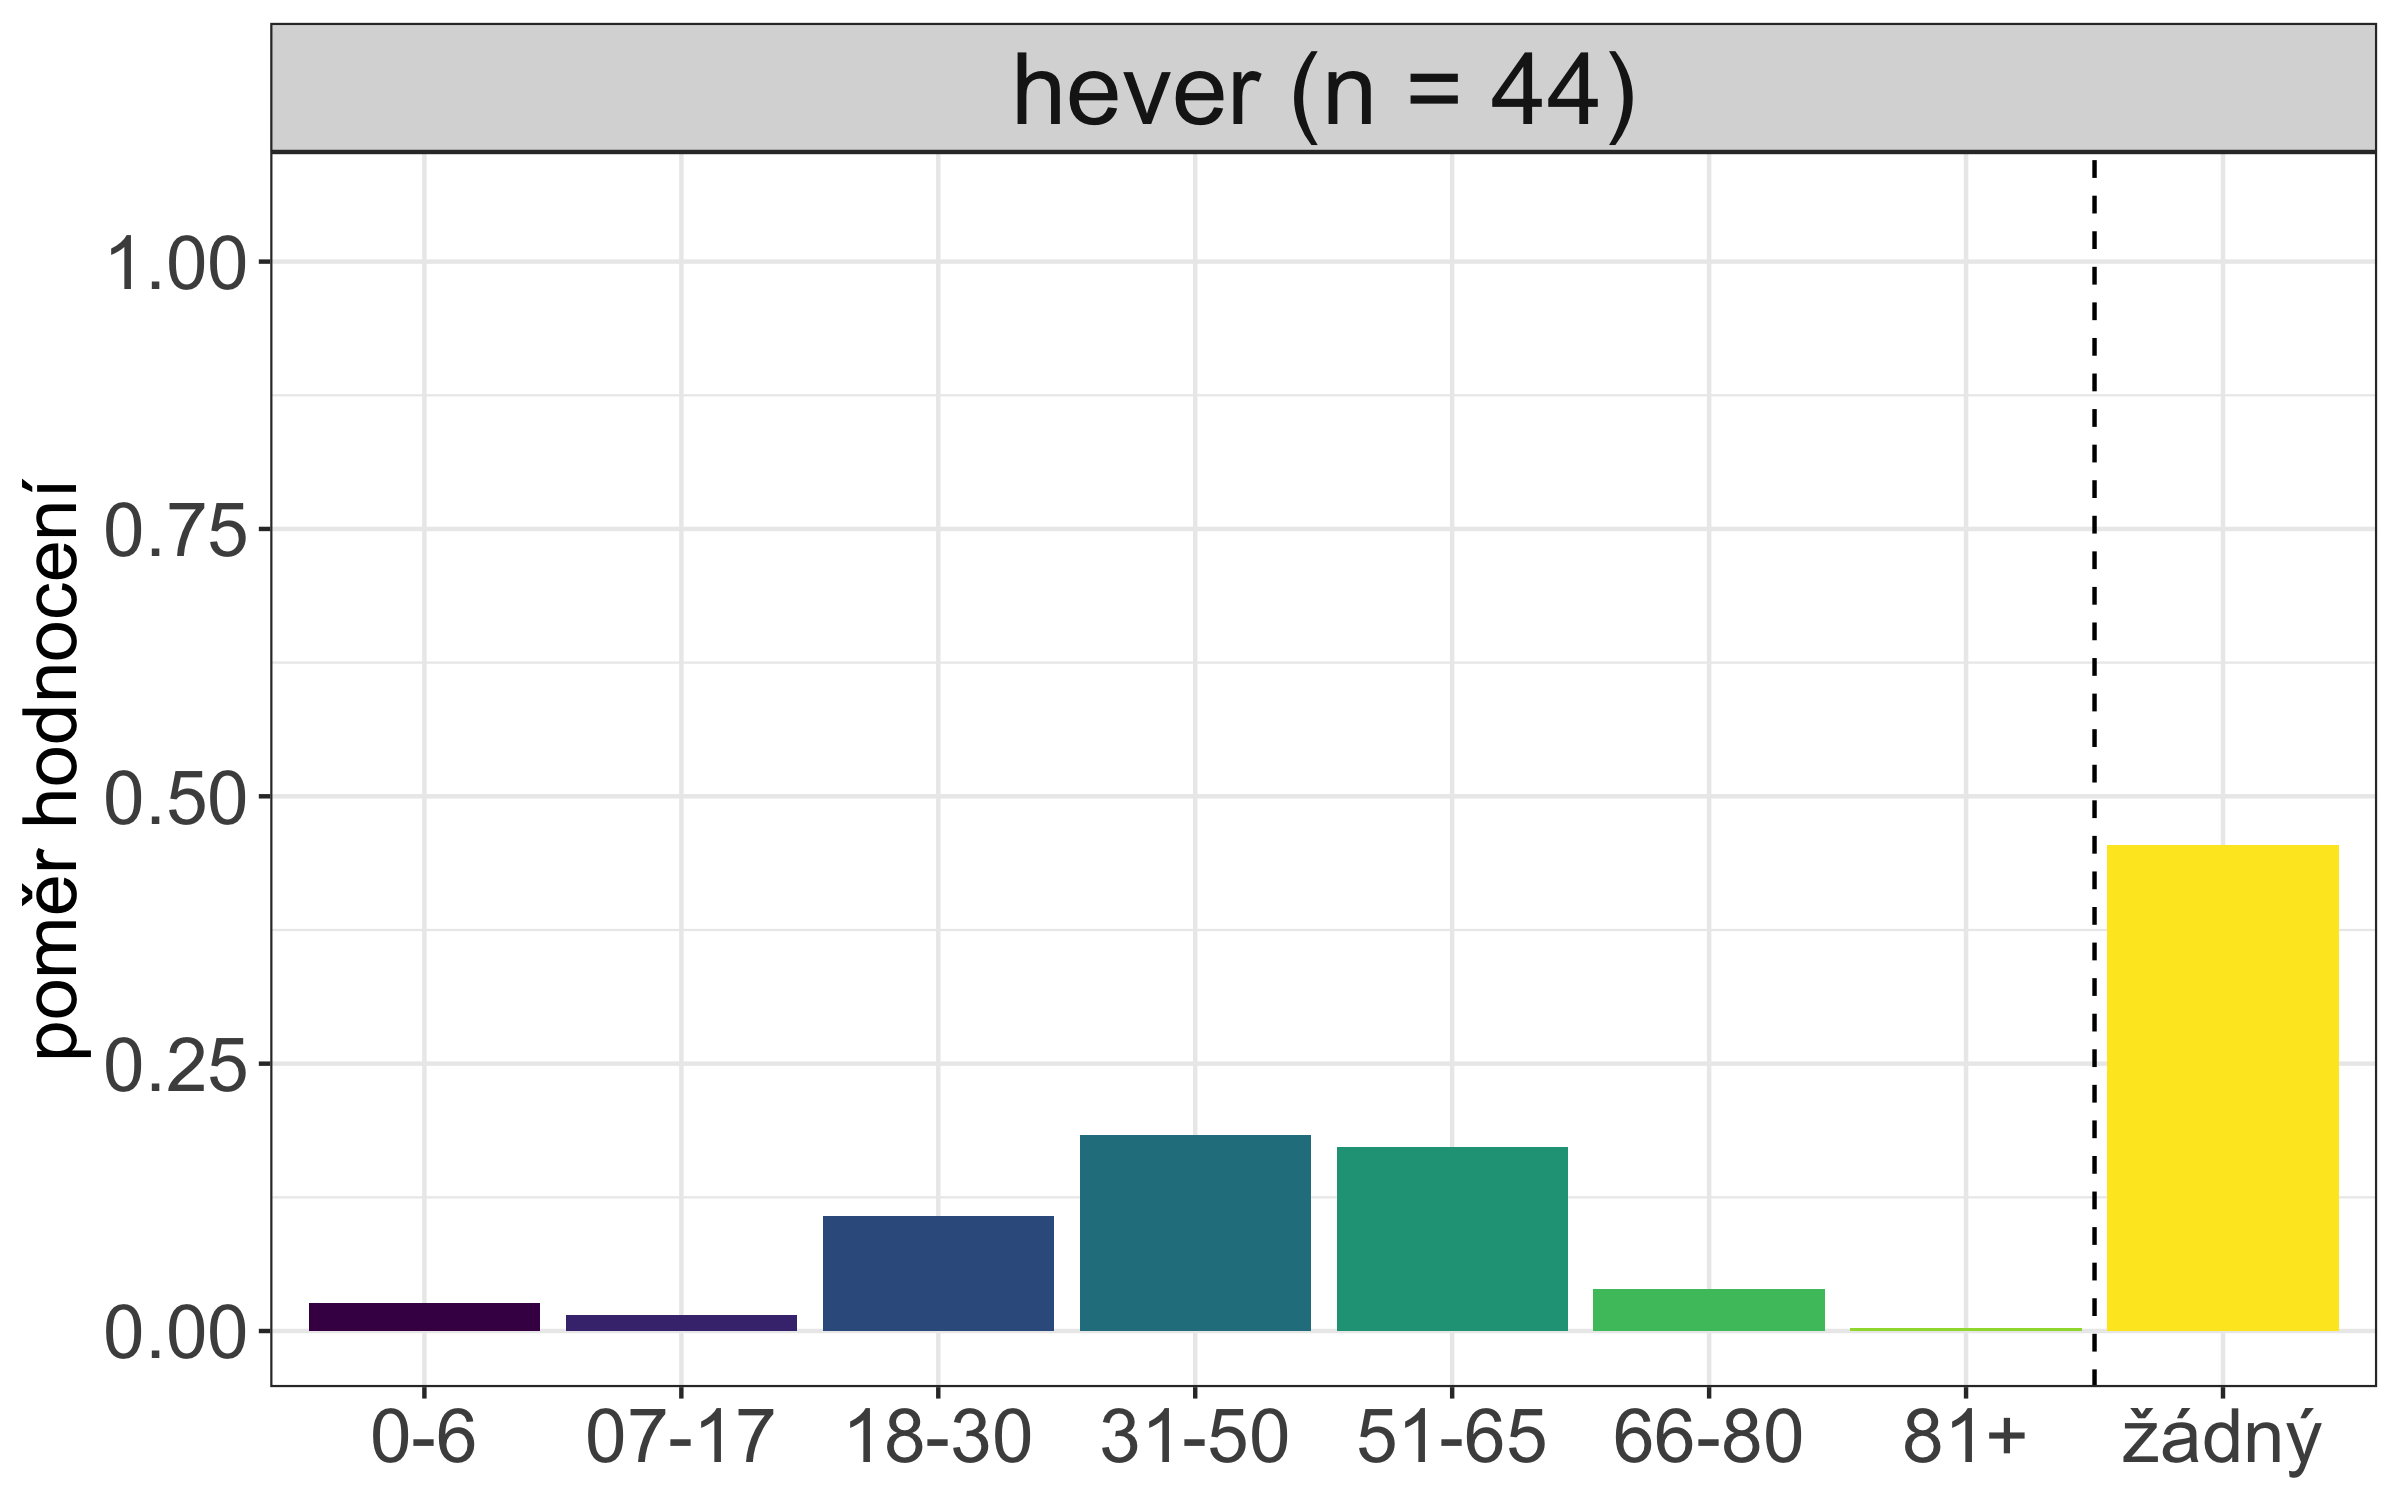 hever (n = 44)
poměr hodnocení
1.00
0.75
0.50
0.25
0.00
0-6 07-17 18-30 31-50 51-65 66-80 81+ žádný